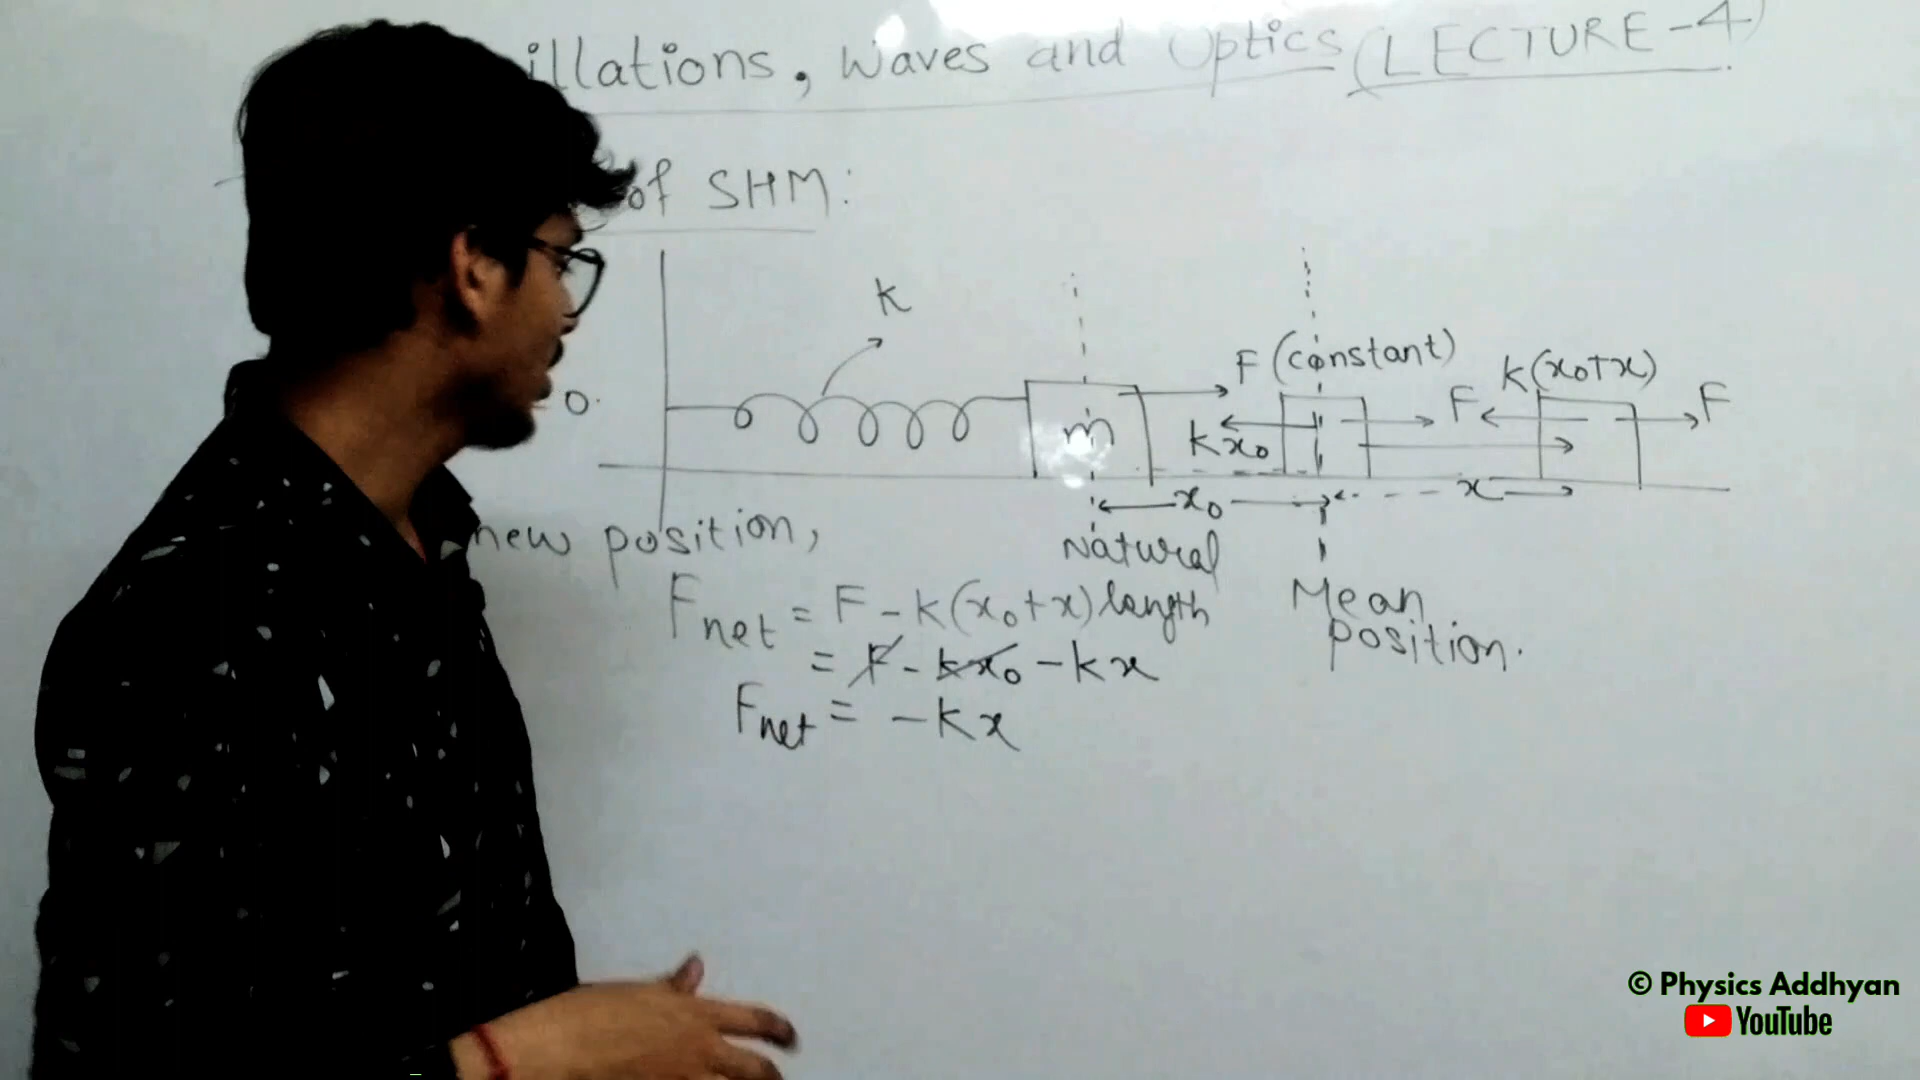 illations, Waves and Optics (LECTURE-4)
of SHM:
K
F (constant)
K(x₀+x)
F
F
0.
m
Kx₀
x₀
x
new position,
Natural
length
Mean
position.
Fnet = F - K(x₀+x)
= F - kx₀ - kx
Fnet = -Kx
© Physics Addhyan
YouTube